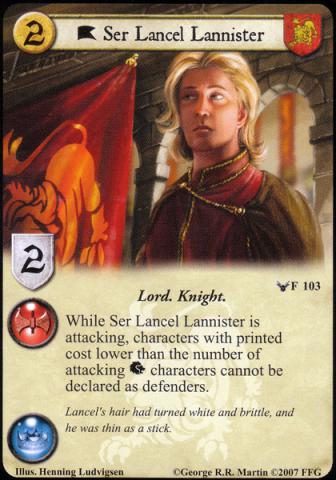 2
Ser Lancel Lannister
2
F 103
Lord. Knight.
While Ser Lancel Lannister is
attacking, characters with printed
cost lower than the number of
attacking characters cannot be
declared as defenders.
Lancel's hair had turned white and brittle, and
he was thin as a stick.
Illus. Henning Ludvigsen ©George R.R. Martin ©2007 FFG